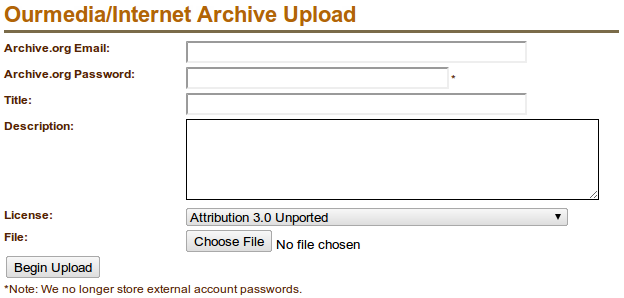 Ourmedia/Internet Archive Upload
Archive.org Email:
Archive.org Password: *
Title:
Description:
License: Attribution 3.0 Unported
File: Choose File No file chosen
Begin Upload
*Note: We no longer store external account passwords.